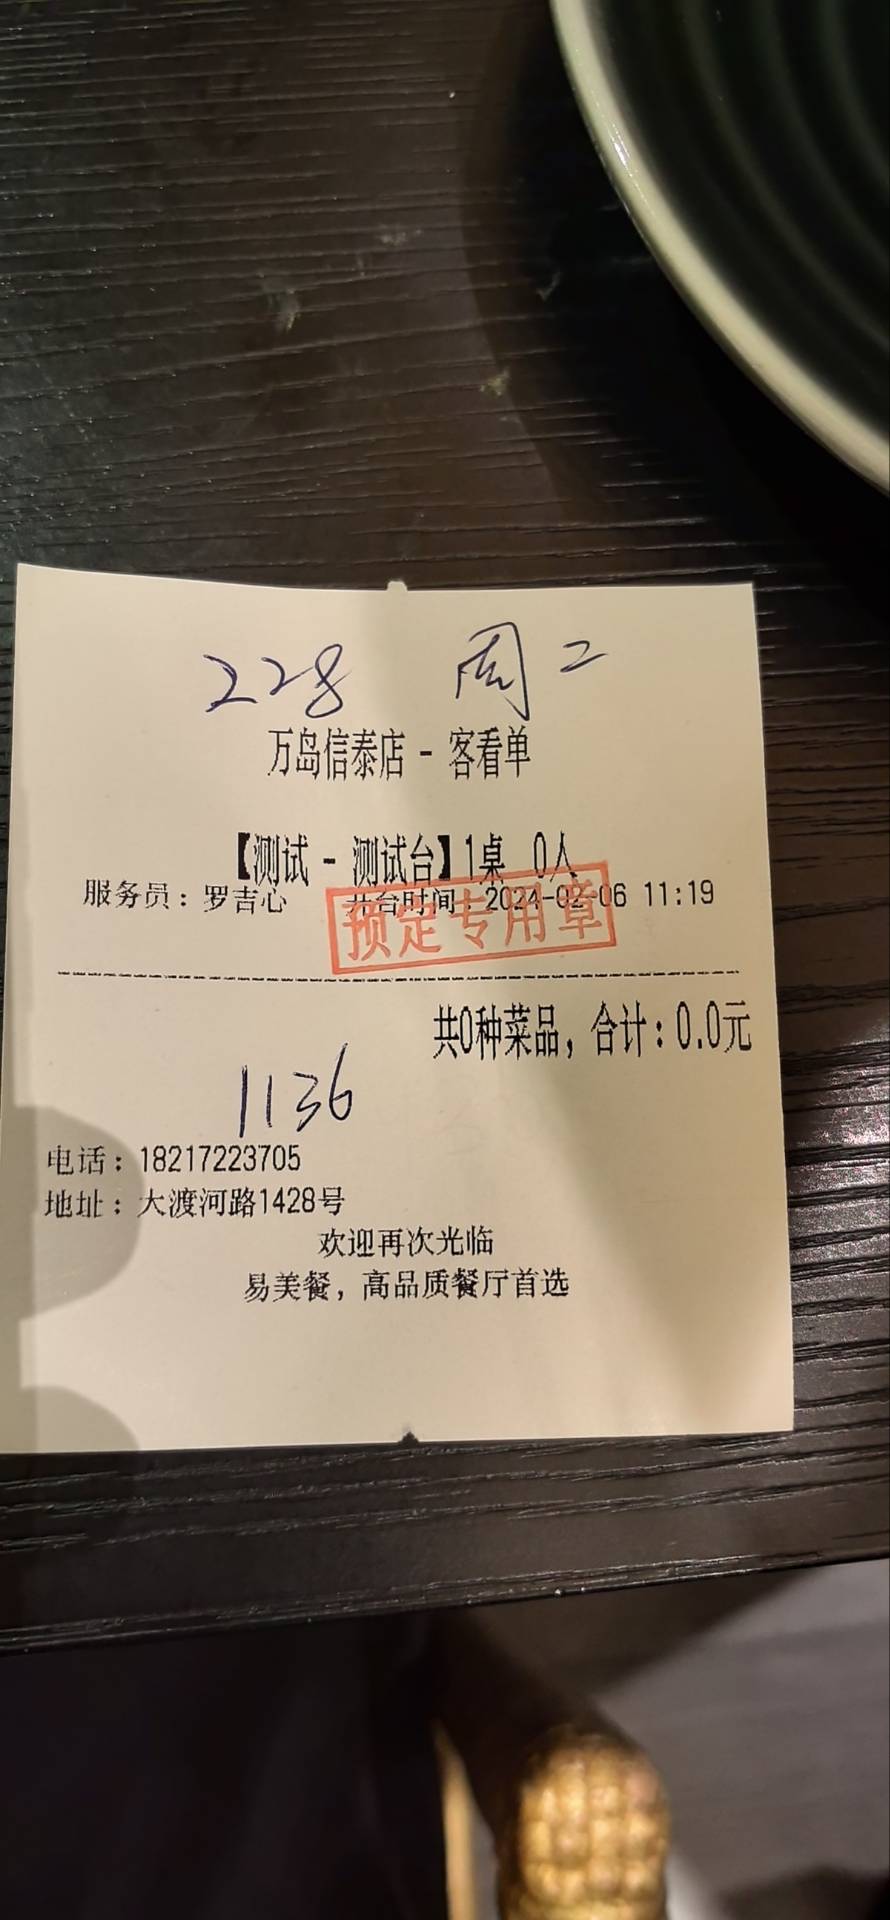 228 周二
万岛信泰店 - 客看单
【测试 - 测试台】1桌 0人
服务员：罗吉心 开台时间 2024-02-06 11:19
预定专用章
共0种菜品，合计：0.0元
1136
电话：18217223705
地址：大渡河路1428号
欢迎再次光临
易美餐，高品质餐厅首选